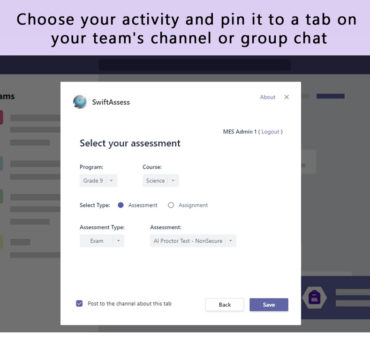 Choose your activity and pin it to a tab on
your team's channel or group chat
ams
SwiftAssess
About
MES Admin 1 ( Logout )
Select your assessment
Program: Course:
Grade 9 Science
Select Type: Assessment Assignment
Assessment Type: Assessment:
Exam AI Proctor Test - NonSecure
Post to the channel about this tab
Back Save